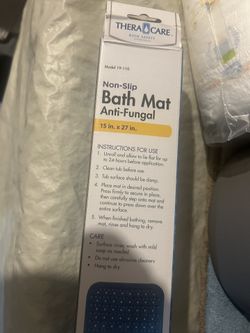 THERA CARE
BATH SAFETY
Model 19-110
Non-Slip
Bath Mat
Anti-Fungal
15 in. x 27 in.
INSTRUCTIONS FOR USE
1. Unroll and allow to lie flat for up
to 24 hours before application.
2. Clean tub before use.
3. Tub surface should be damp.
4. Place mat in desired position.
Press firmly to secure in place,
then carefully step onto mat and
continue to press down over the
entire surface.
5. When finished bathing, remove
mat, rinse and hang to dry.
CARE
• Surface rinse, wash with mild
soap as needed
• Do not use abrasive cleaners
• Hang to dry